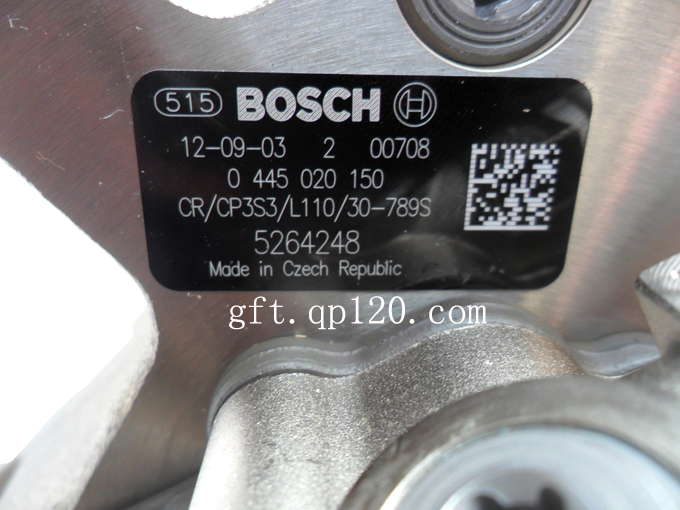 515 BOSCH
12-09-03 2 00708
0 445 020 150
CR/CP3S3/L110/30-789S
5264248
Made in Czech Republic
gft.qp120.com